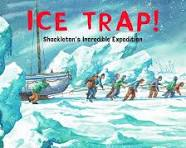 ICE TRAP!
Shackleton's Incredible Expedition